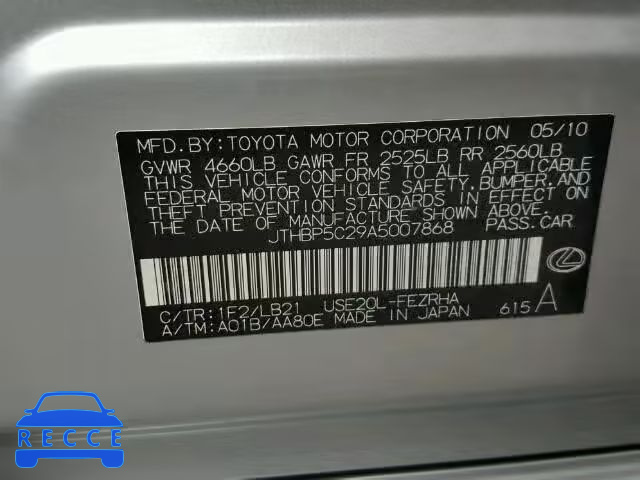 MFD. BY: TOYOTA MOTOR CORPORATION 05/10
GVWR 4660LB GAWR FR 2525LB RR 2560LB
THIS VEHICLE CONFORMS TO ALL APPLICABLE
FEDERAL MOTOR VEHICLE SAFETY, BUMPER, AND
THEFT PREVENTION STANDARDS IN EFFECT ON
THE DATE OF MANUFACTURE SHOWN ABOVE.
JTHBP5C29A5007868 PASS. CAR
C/TR: 1F2/LB21 USE20L-FEZRHA
A/TM: A01B/AA80E MADE IN JAPAN 615 A
RECCE